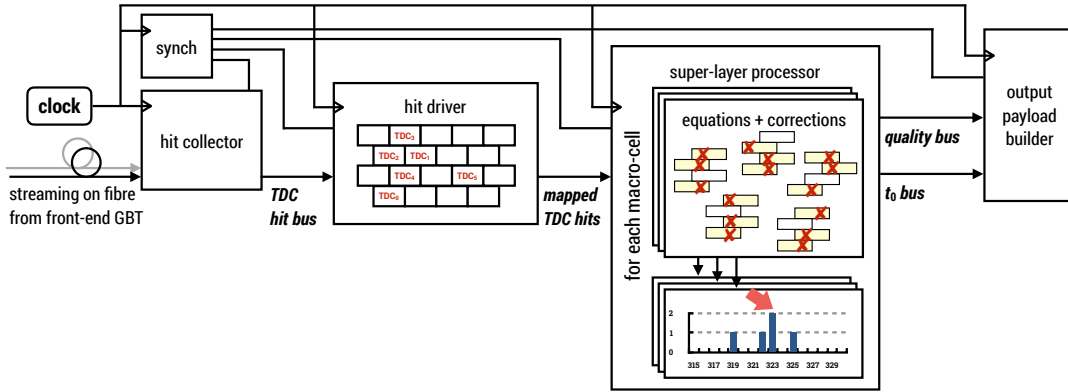 synch
clock
hit collector
streaming on fibre
from front-end GBT
TDC
hit bus
hit driver
TDC₃
TDC₂ TDC₁
TDC₄ TDC₅
TDC₀
mapped
TDC hits
for each macro-cell
super-layer processor
equations + corrections
2
1
0
315 317 319 321 323 325 327 329
quality bus
t₀ bus
output
payload
builder